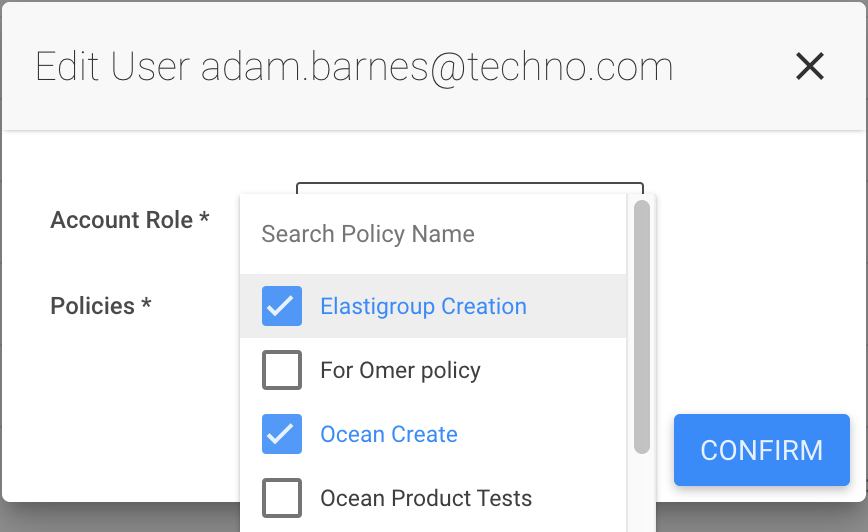 Edit User adam.barnes@techno.com
Account Role *
Search Policy Name
Policies *
Elastigroup Creation
For Omer policy
Ocean Create
CONFIRM
Ocean Product Tests